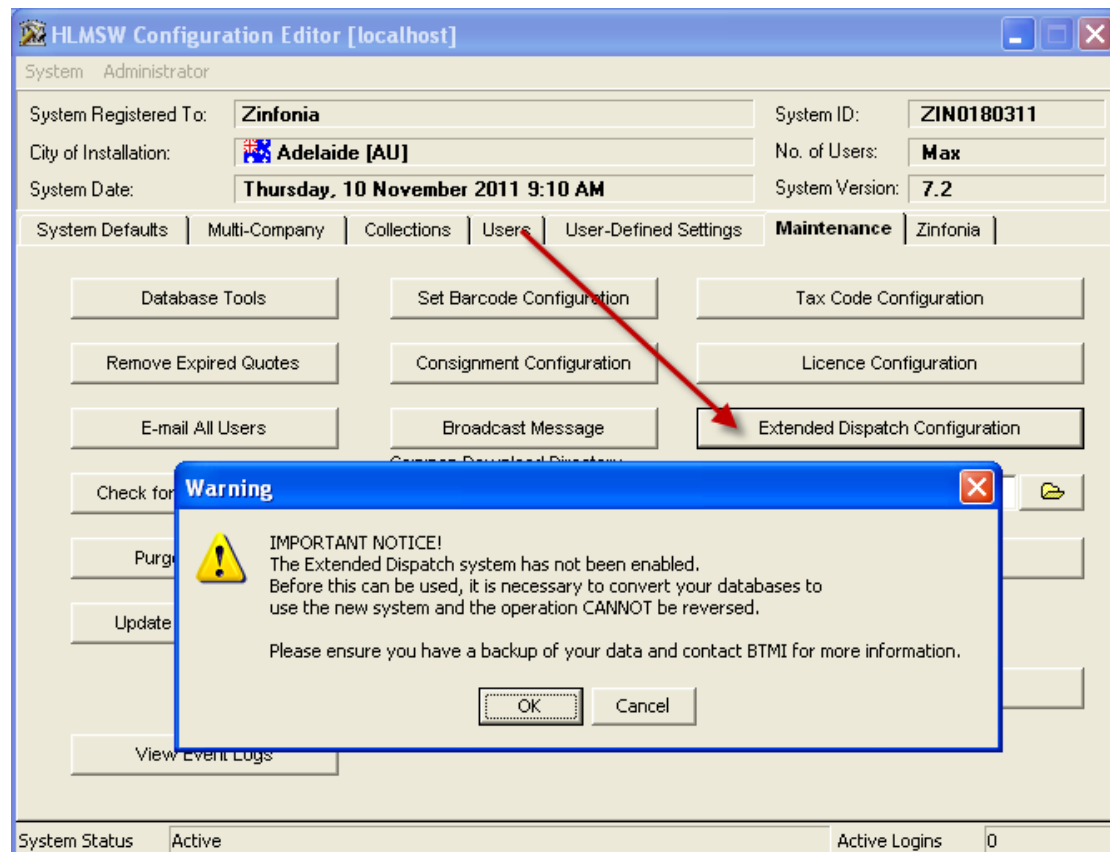 HLMSW Configuration Editor [localhost]
System Administrator
System Registered To: Zinfonia System ID: ZIN0180311
City of Installation: Adelaide [AU] No. of Users: Max
System Date: Thursday, 10 November 2011 9:10 AM System Version: 7.2
System Defaults Multi-Company Collections Users User-Defined Settings Maintenance Zinfonia
Database Tools Set Barcode Configuration Tax Code Configuration
Remove Expired Quotes Consignment Configuration Licence Configuration
E-mail All Users Broadcast Message Extended Dispatch Configuration
Common Download Directory
Check for
Warning
Purge
IMPORTANT NOTICE!
The Extended Dispatch system has not been enabled.
Before this can be used, it is necessary to convert your databases to
use the new system and the operation CANNOT be reversed.
Update
Please ensure you have a backup of your data and contact BTMI for more information.
OK Cancel
View Event Logs
System Status Active Active Logins 0